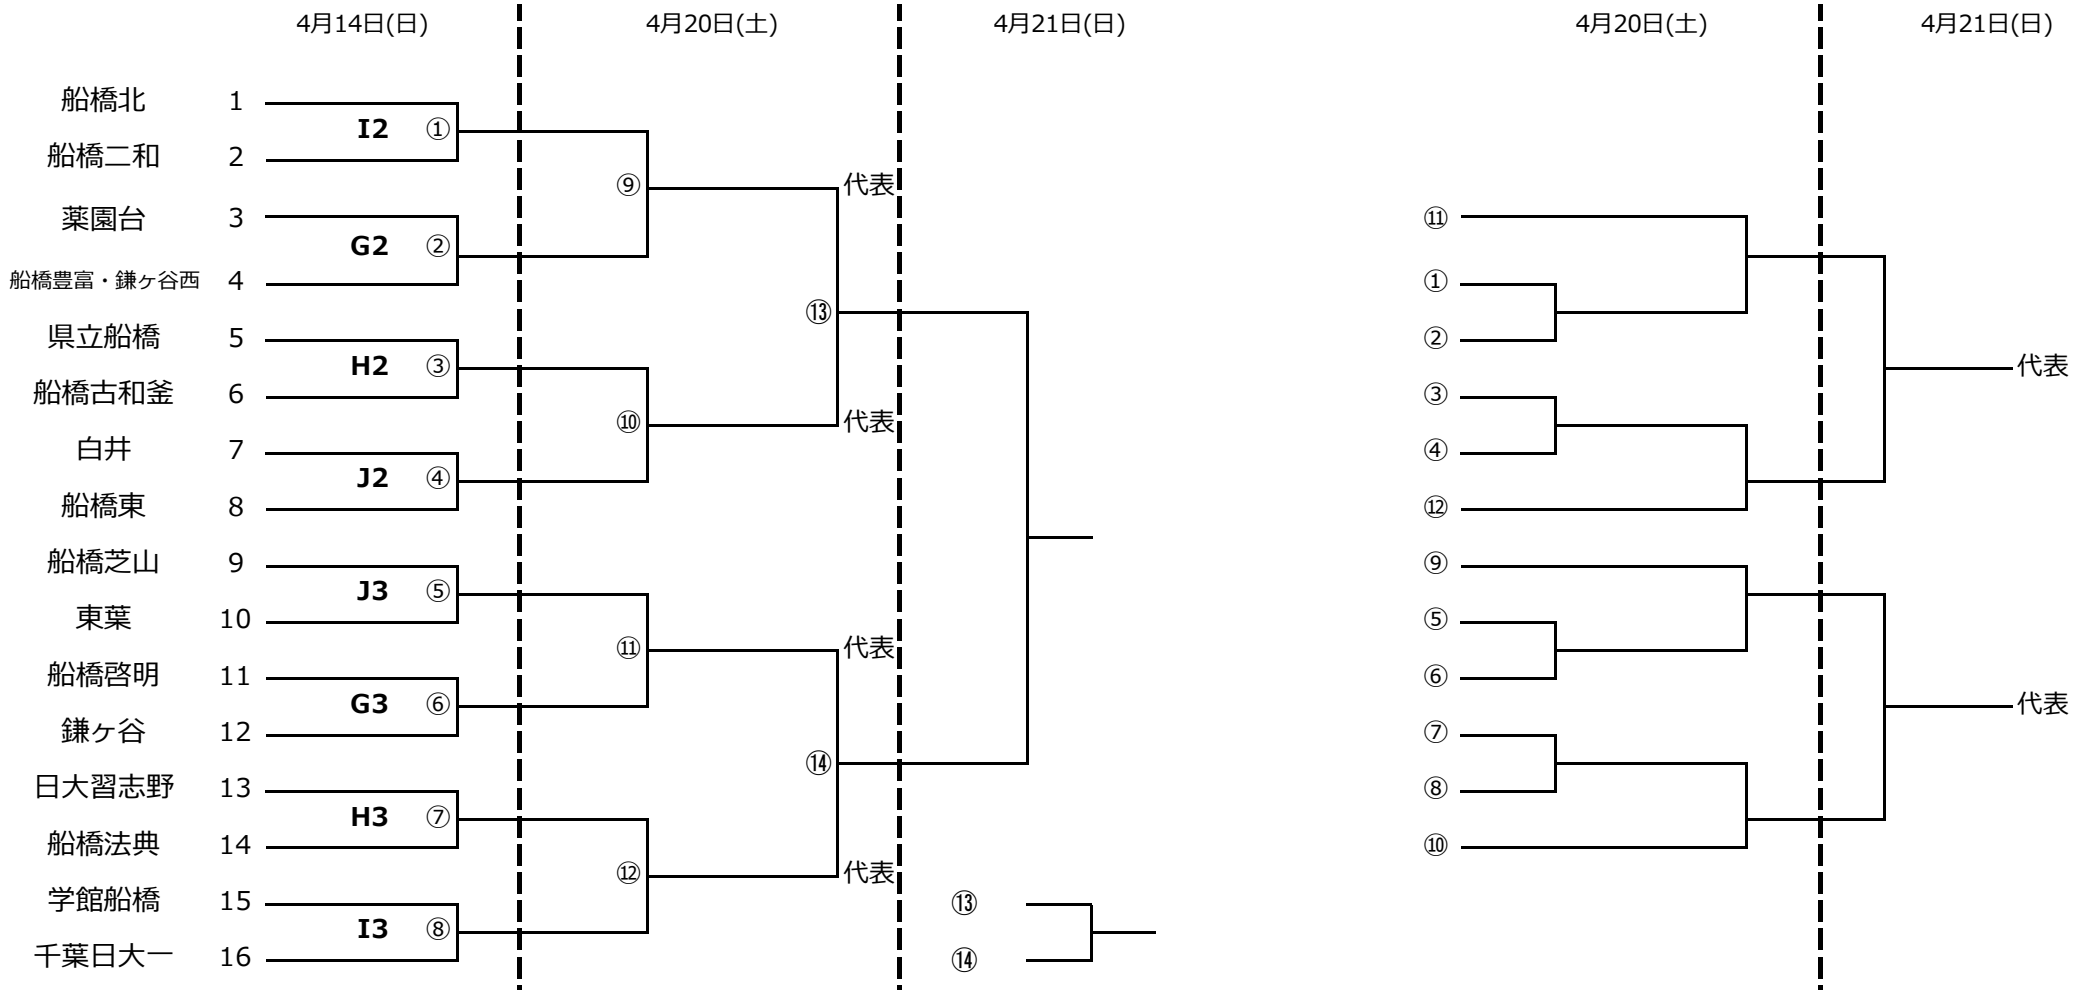 4月14日(日) 4月20日(土) 4月21日(日) 4月20日(土) 4月21日(日)
船橋北 1
I2 ①
船橋二和 2
⑨ 代表
薬園台 3 ⑪
G2 ②
船橋豊富・鎌ヶ谷西 4 ①
⑬
県立船橋 5 ②
H2 ③ 代表
船橋古和釜 6 ③
⑩ 代表
白井 7 ④
J2 ④
船橋東 8 ⑫
船橋芝山 9 ⑨
J3 ⑤
東葉 10 ⑤
⑪ 代表
船橋啓明 11 ⑥
G3 ⑥ 代表
鎌ヶ谷 12 ⑦
⑭
日大習志野 13 ⑧
H3 ⑦
船橋法典 14 ⑩
⑫ 代表
学館船橋 15 ⑬
I3 ⑧
千葉日大一 16 ⑭